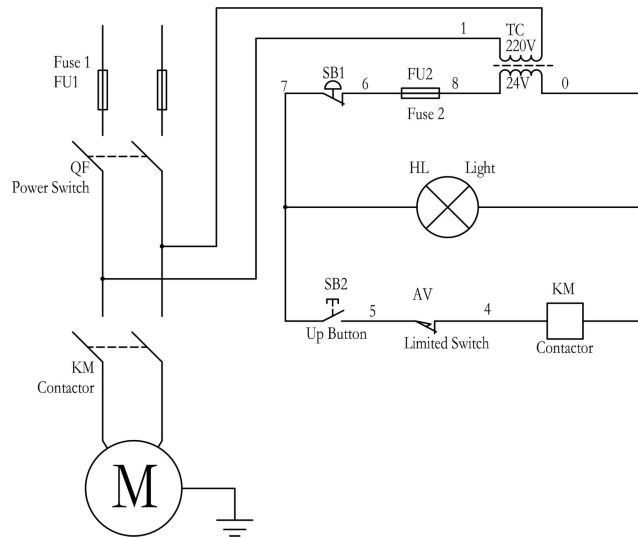 1
TC
220V
24V
0
Fuse 1
FU1
SB1
7
6
FU2
8
Fuse 2
QF
Power Switch
HL
Light
SB2
AV
KM
5
4
Up Button
Limited Switch
Contactor
KM
Contactor
M